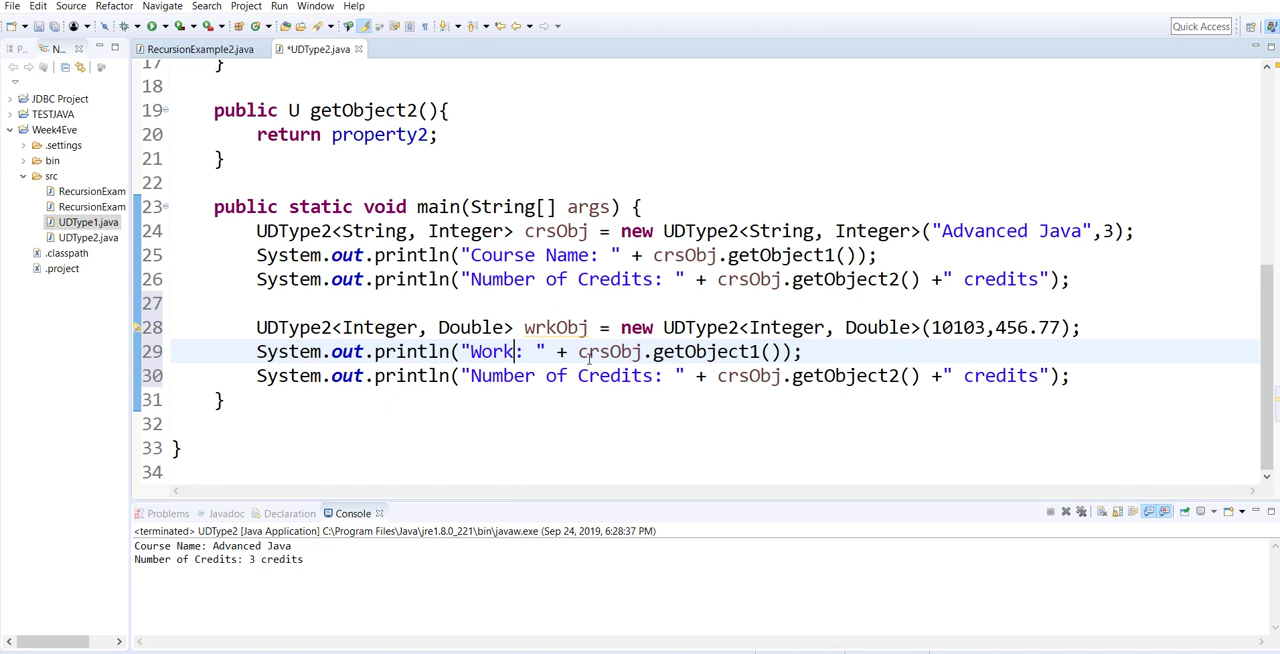 File Edit Source Refactor Navigate Search Project Run Window Help
Quick Access
P... N... RecursionExample2.java *UDType2.java
JDBC Project
TESTJAVA
Week4Eve
.settings
bin
src
RecursionExam
RecursionExam
UDType1.java
UDType2.java
.classpath
.project
17 }
18
19 public U getObject2(){
20 return property2;
21 }
22
23 public static void main(String[] args) {
24 UDType2<String, Integer> crsObj = new UDType2<String, Integer>("Advanced Java",3);
25 System.out.println("Course Name: " + crsObj.getObject1());
26 System.out.println("Number of Credits: " + crsObj.getObject2() +" credits");
27
28 UDType2<Integer, Double> wrkObj = new UDType2<Integer, Double>(10103,456.77);
29 System.out.println("Work: " + crsObj.getObject1());
30 System.out.println("Number of Credits: " + crsObj.getObject2() +" credits");
31 }
32
33 }
34
Problems Javadoc Declaration Console
<terminated> UDType2 [Java Application] C:\Program Files\Java\jre1.8.0_221\bin\javaw.exe (Sep 24, 2019, 6:28:37 PM)
Course Name: Advanced Java
Number of Credits: 3 credits